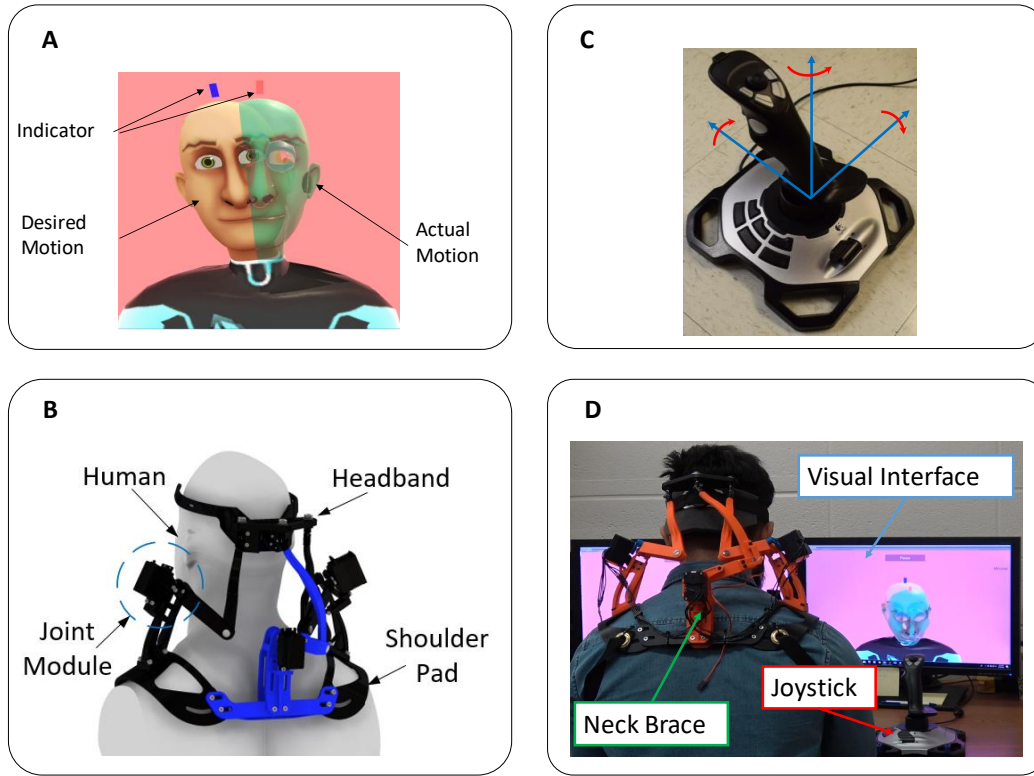 A
Indicator
Desired
Motion
Actual
Motion
C
B
Human
Headband
Joint
Module
Shoulder
Pad
D
Visual Interface
Neck Brace
Joystick